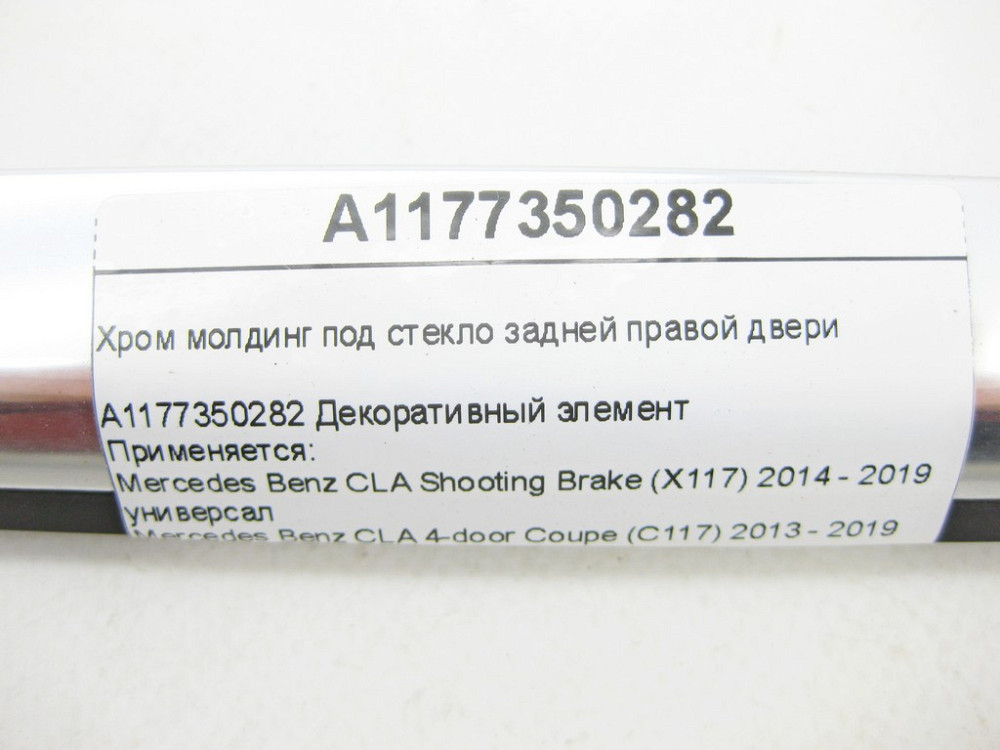 A1177350282
Хром молдинг под стекло задней правой двери
A1177350282 Декоративный элемент
Применяется:
Mercedes Benz CLA Shooting Brake (X117) 2014 - 2019
универсал
Mercedes Benz CLA 4-door Coupe (C117) 2013 - 2019